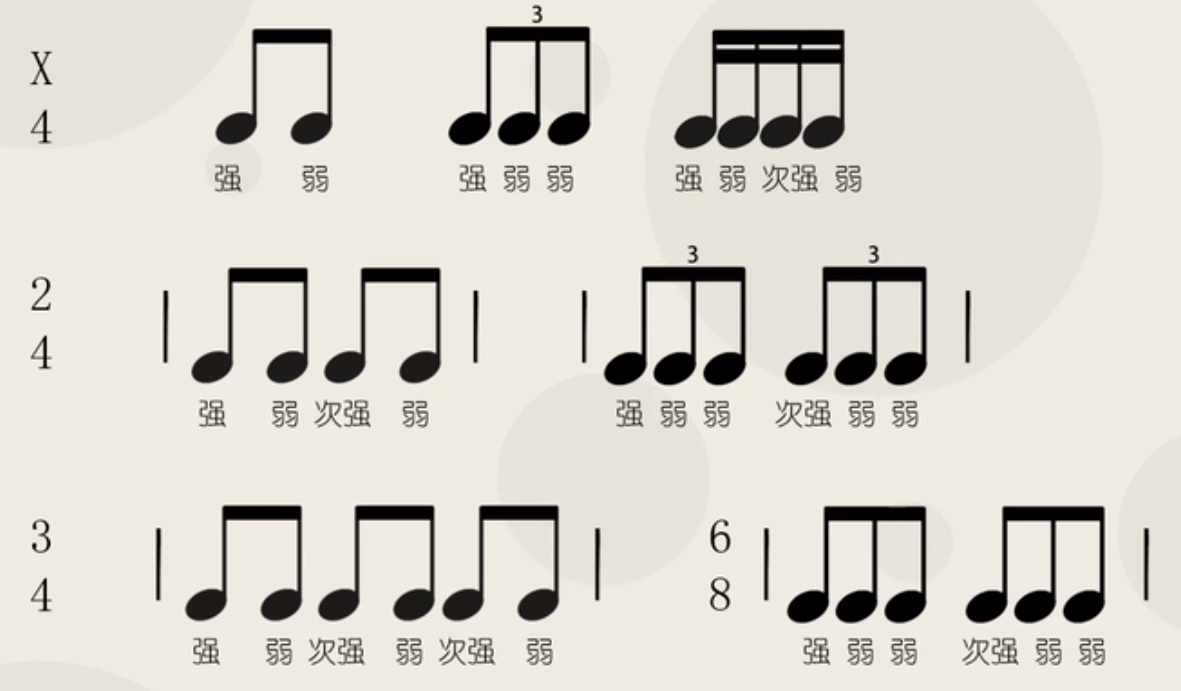 3
X
4
强 弱 强 弱 弱 强 弱 次强 弱
3 3
2
4
强 弱 次强 弱 强 弱 弱 次强 弱 弱
3 6
4 8
强 弱 次强 弱 次强 弱 强 弱 弱 次强 弱 弱